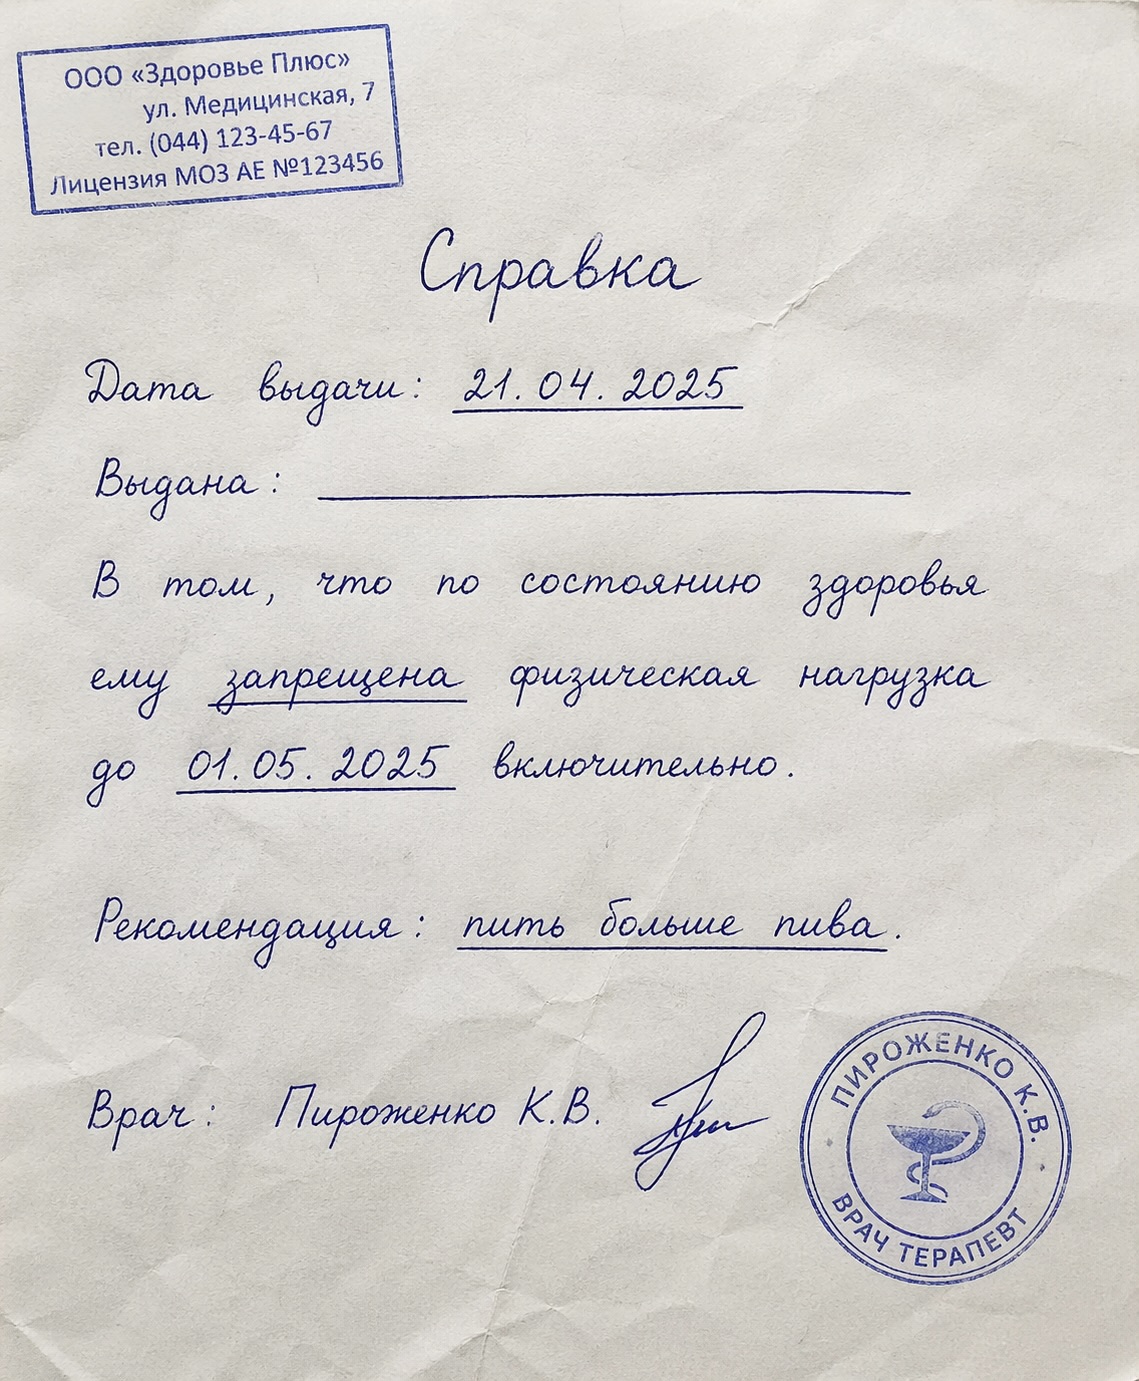 ООО «Здоровье Плюс»
ул. Медицинская, 7
тел. (044) 123-45-67
Лицензия МОЗ АЕ №123456
Справка
Дата выдачи: 21.04.2025
Выдана:
В том, что по состоянию здоровья
ему запрещена физическая нагрузка
до 01.05.2025 включительно.
Рекомендация: пить больше пива.
Врач: Пироженко К.В.
ПИРОЖЕНКО К.В.
ВРАЧ ТЕРАПЕВТ